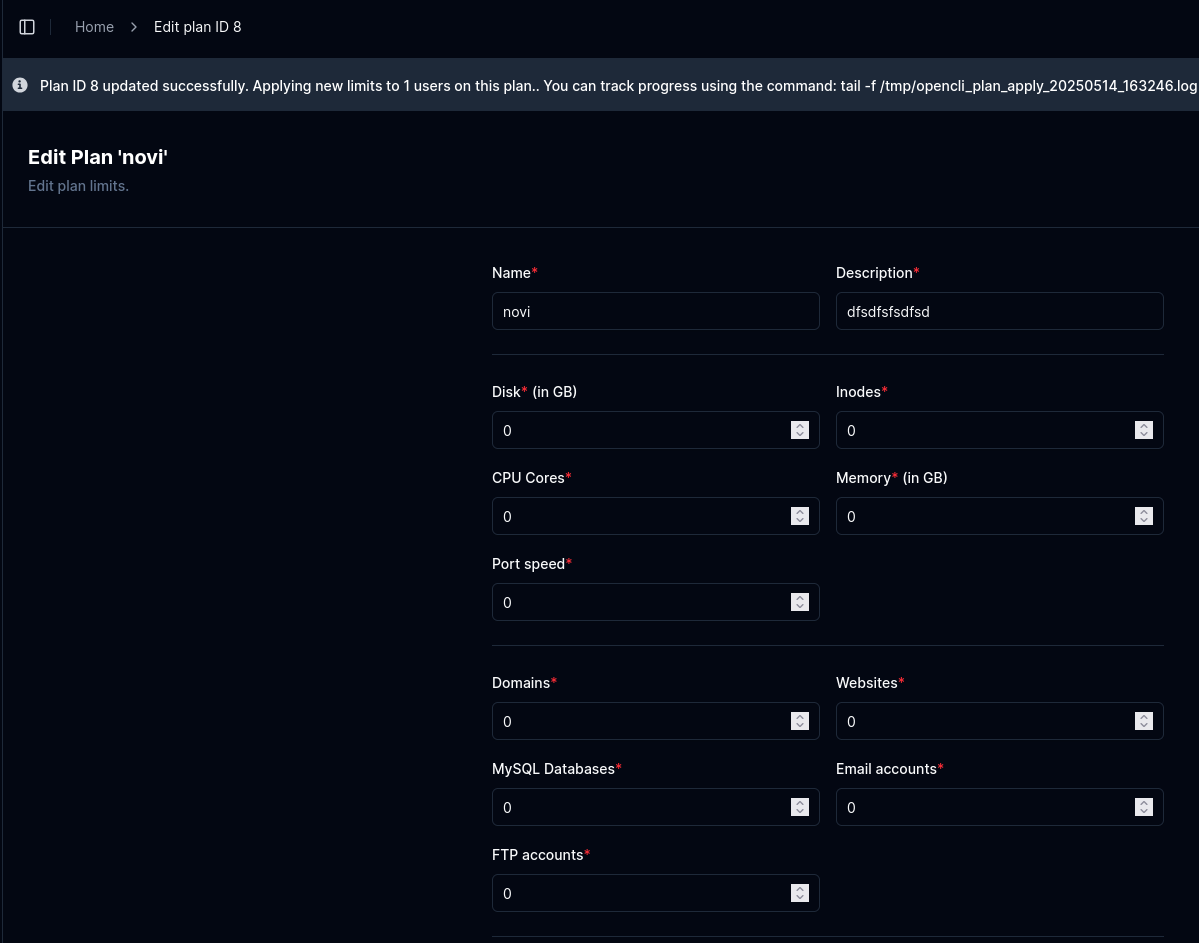 Home > Edit plan ID 8
Plan ID 8 updated successfully. Applying new limits to 1 users on this plan.. You can track progress using the command: tail -f /tmp/opencli_plan_apply_20250514_163246.log
Edit Plan 'novi'
Edit plan limits.
Name* Description*
novi dfsdfsfsdfsd
Disk* (in GB) Inodes*
0 0
CPU Cores* Memory* (in GB)
0 0
Port speed*
0
Domains* Websites*
0 0
MySQL Databases* Email accounts*
0 0
FTP accounts*
0